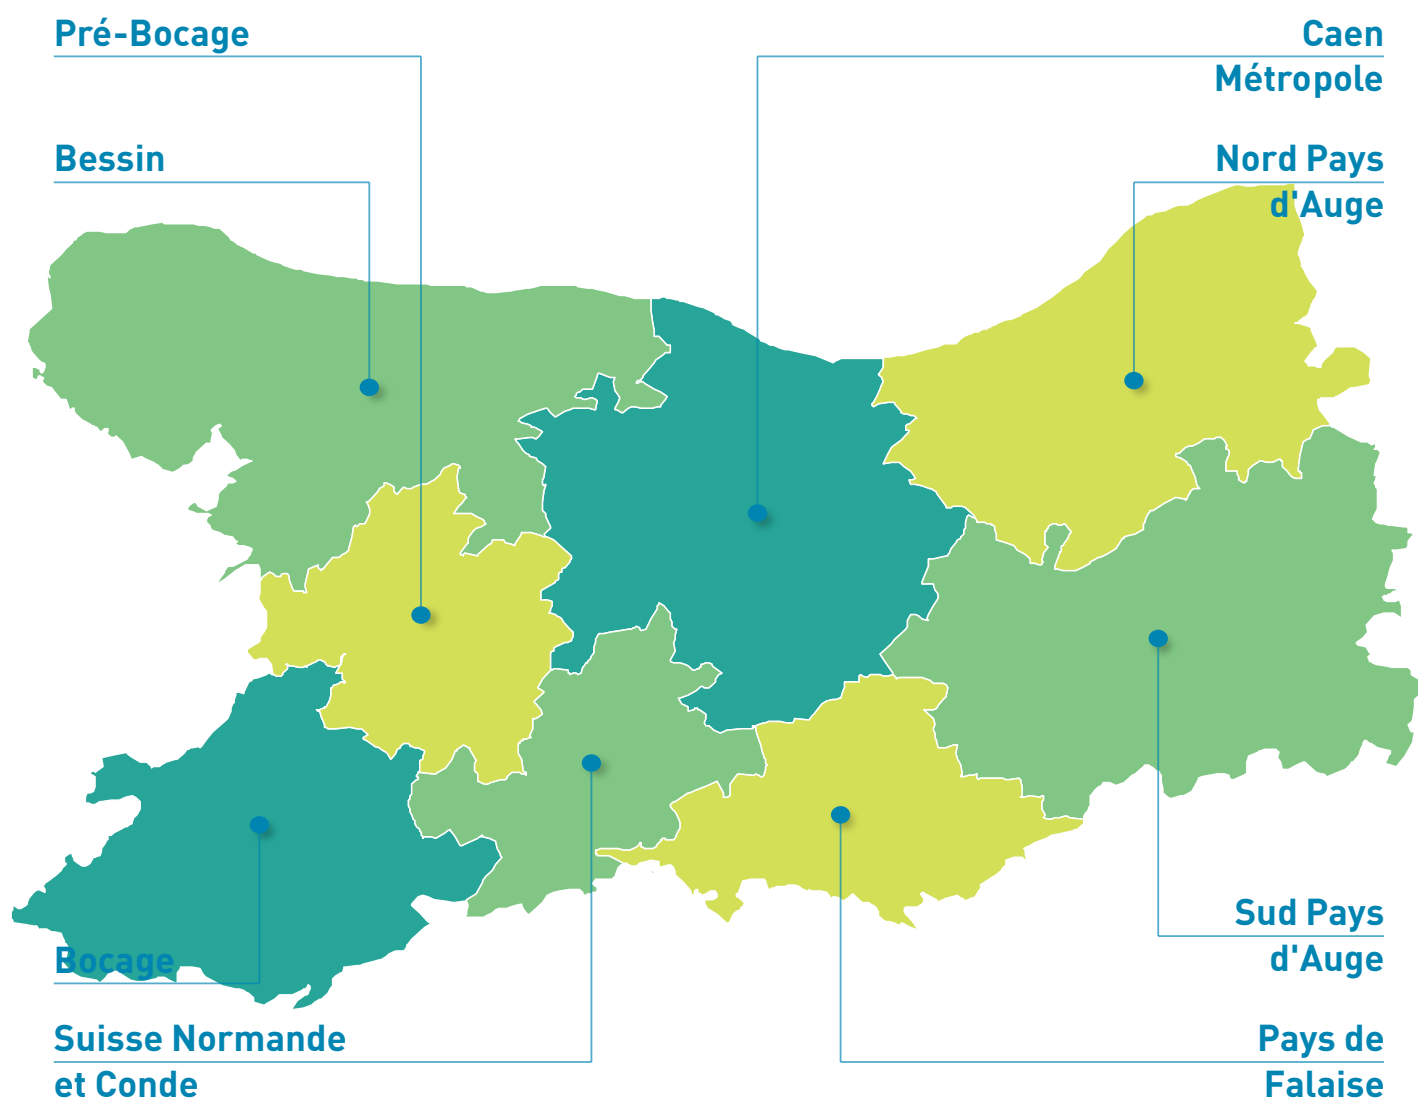 Pré-Bocage
Caen
Métropole
Bessin
Nord Pays
d'Auge
Sud Pays
d'Auge
Bocage
Suisse Normande
et Conde
Pays de
Falaise